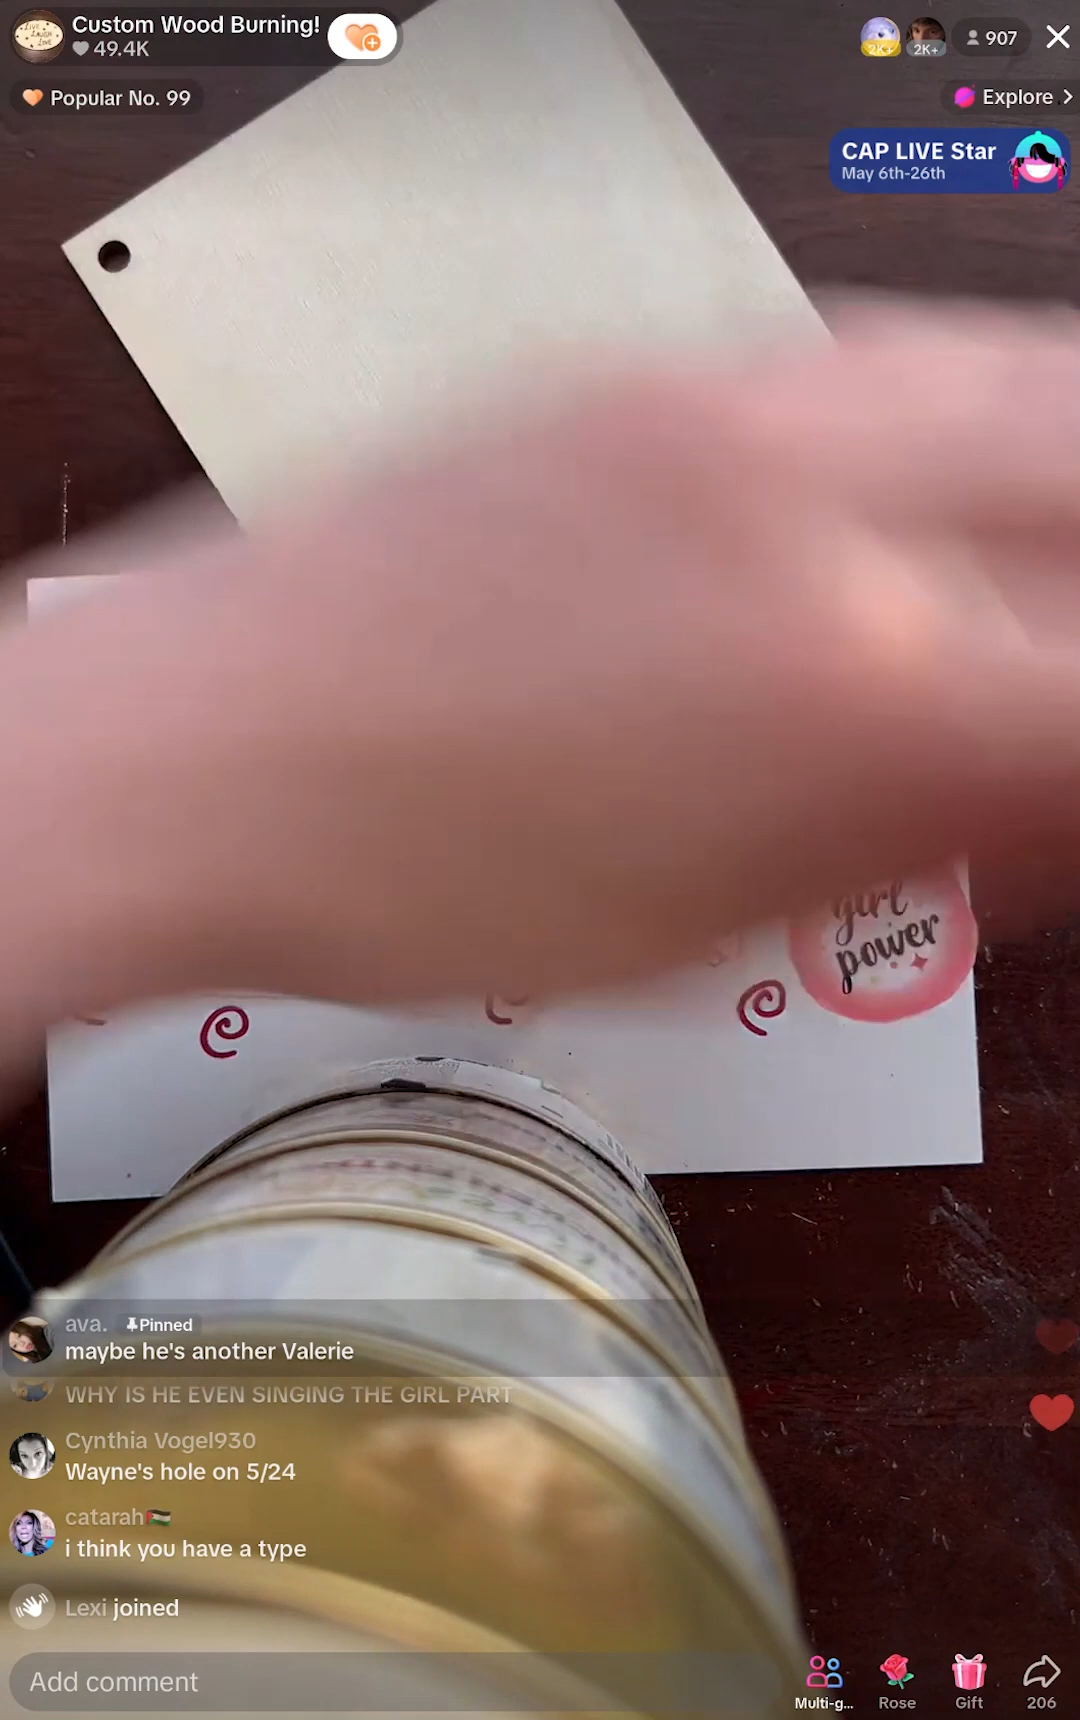 Custom Wood Burning!
49.4K
2K+
2K+
907
Popular No. 99
Explore
CAP LIVE Star
May 6th-26th
girl
power
ava. Pinned
maybe he's another Valerie
WHY IS HE EVEN SINGING THE GIRL PART
Cynthia Vogel930
Wayne's hole on 5/24
catarah
i think you have a type
Lexi joined
Add comment
Multi-g...
Rose
Gift
206